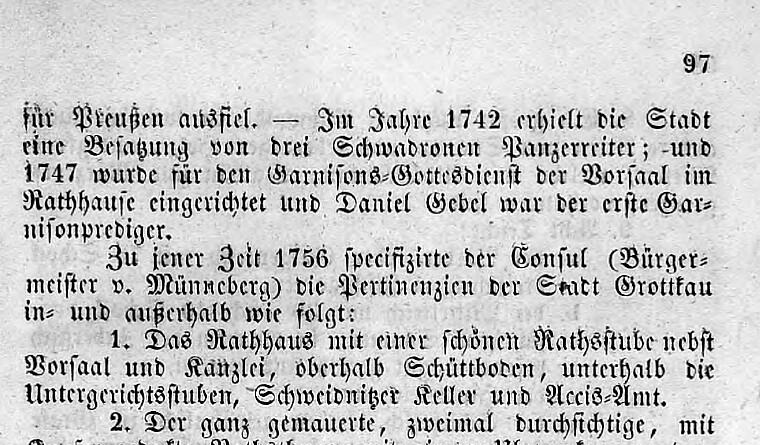 97
für Preußen ausfiel. — Im Jahre 1742 erhielt die Stadt
eine Besatzung von drei Schwadronen Panzerreiter; und
1747 wurde für den Garnisons-Gottesdienst der Vorsaal im
Rathhause eingerichtet und Daniel Gebel war der erste Gar-
nisonprediger.
Zu jener Zeit 1756 specifizirte der Consul (Bürger-
meister v. Münneberg) die Pertinenzien der Stadt Grottkau
in- und außerhalb wie folgt:
1. Das Rathhaus mit einer schönen Rathsstube nebst
Vorsaal und Kanzlei, oberhalb Schüttboden, unterhalb die
Untergerichtsstuben, Schweidnitzer Keller und Accis-Amt.
2. Der ganz gemauerte, zweimal durchsichtige, mit